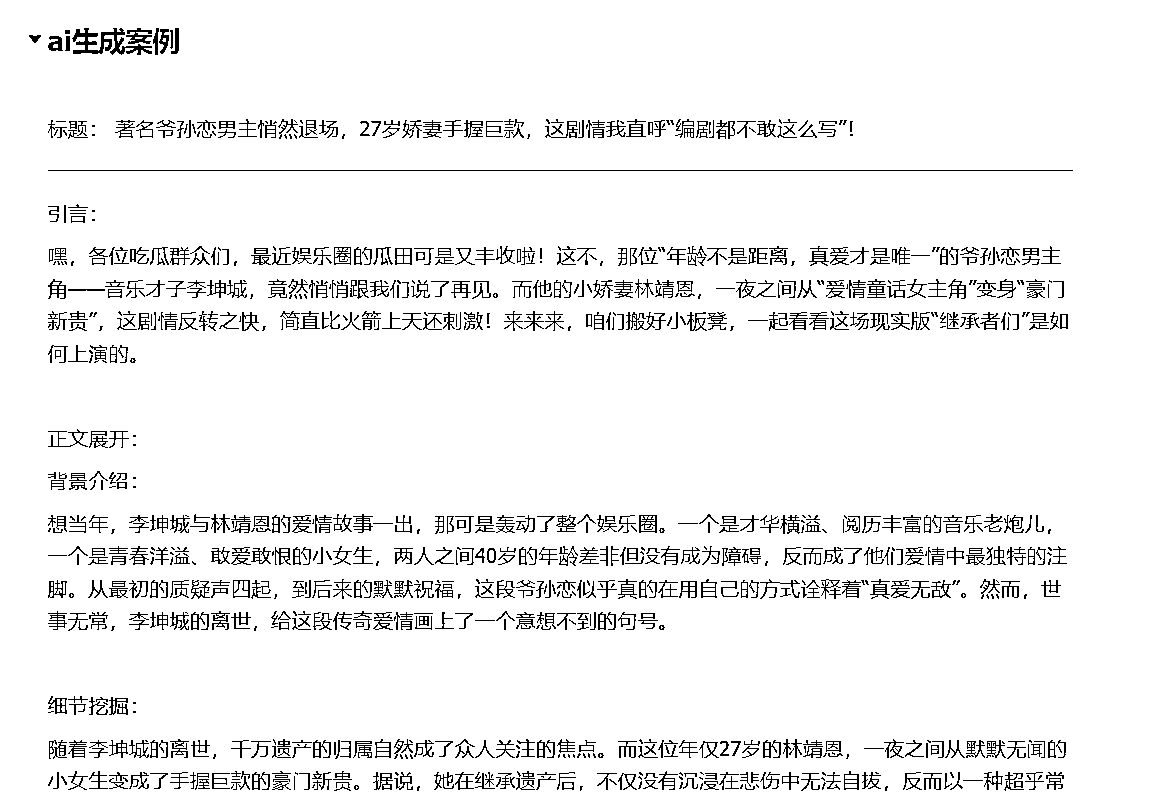 ai生成案例
标题： 著名爷孙恋男主悄然退场，27岁娇妻手握巨款，这剧情我直呼“编剧都不敢这么写”！
引言：
嘿，各位吃瓜群众们，最近娱乐圈的瓜田可是又丰收啦！这不，那位“年龄不是距离，真爱才是唯一”的爷孙恋男主
角——音乐才子李坤城，竟然悄悄跟我们说了再见。而他的小娇妻林靖恩，一夜之间从“爱情童话女主角”变身“豪门
新贵”，这剧情反转之快，简直比火箭上天还刺激！来来来，咱们搬好小板凳，一起看看这场现实版“继承者们”是如
何上演的。
正文展开：
背景介绍：
想当年，李坤城与林靖恩的爱情故事一出，那可是轰动了整个娱乐圈。一个是才华横溢、阅历丰富的音乐老炮儿，
一个是青春洋溢、敢爱敢恨的小女生，两人之间40岁的年龄差非但没有成为障碍，反而成了他们爱情中最独特的注
脚。从最初的质疑声四起，到后来的默默祝福，这段爷孙恋似乎真的在用自己的方式诠释着“真爱无敌”。然而，世
事无常，李坤城的离世，给这段传奇爱情画上了一个意想不到的句号。
细节挖掘：
随着李坤城的离世，千万遗产的归属自然成了众人关注的焦点。而这位年仅27岁的林靖恩，一夜之间从默默无闻的
小女生变成了手握巨款的豪门新贵。据说，她在继承遗产后，不仅没有沉浸在悲伤中无法自拔，反而以一种超乎常